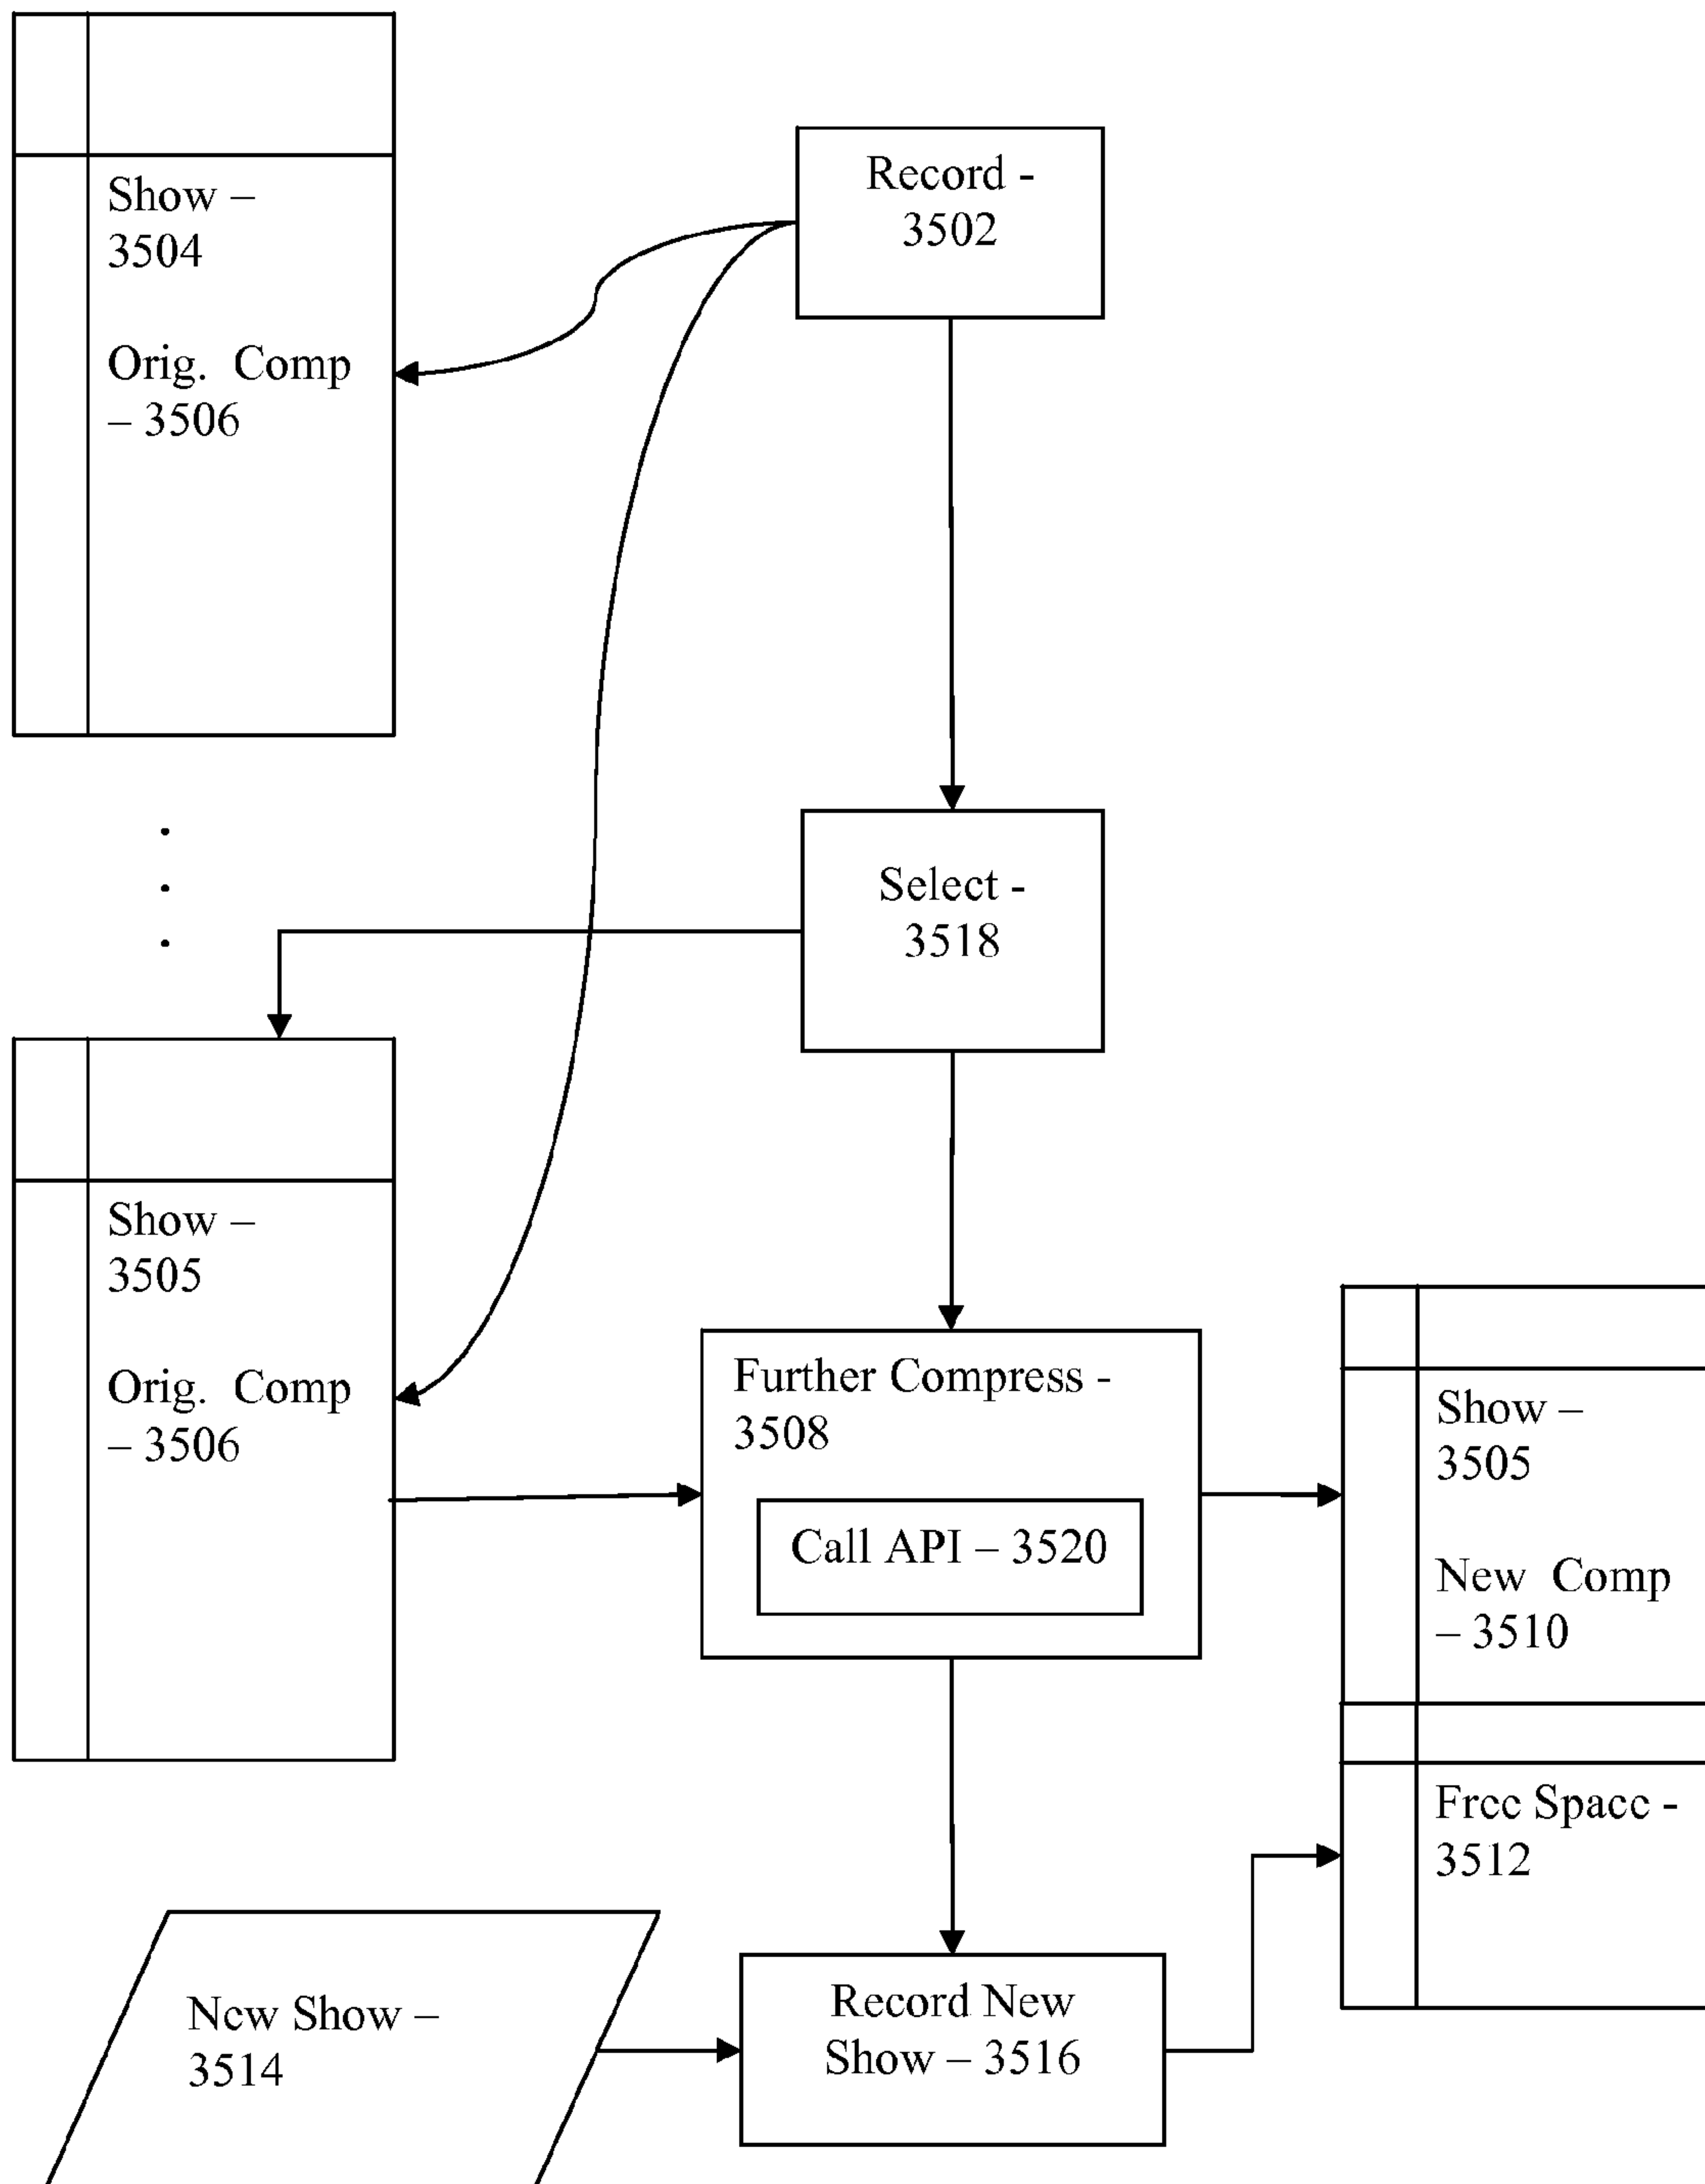 Show –
3504
Orig. Comp
– 3506
Record -
3502
Select -
3518
Show –
3505
Orig. Comp
– 3506
Further Compress -
3508
Call API – 3520
Show –
3505
New Comp
– 3510
Free Space -
3512
New Show –
3514
Record New
Show – 3516